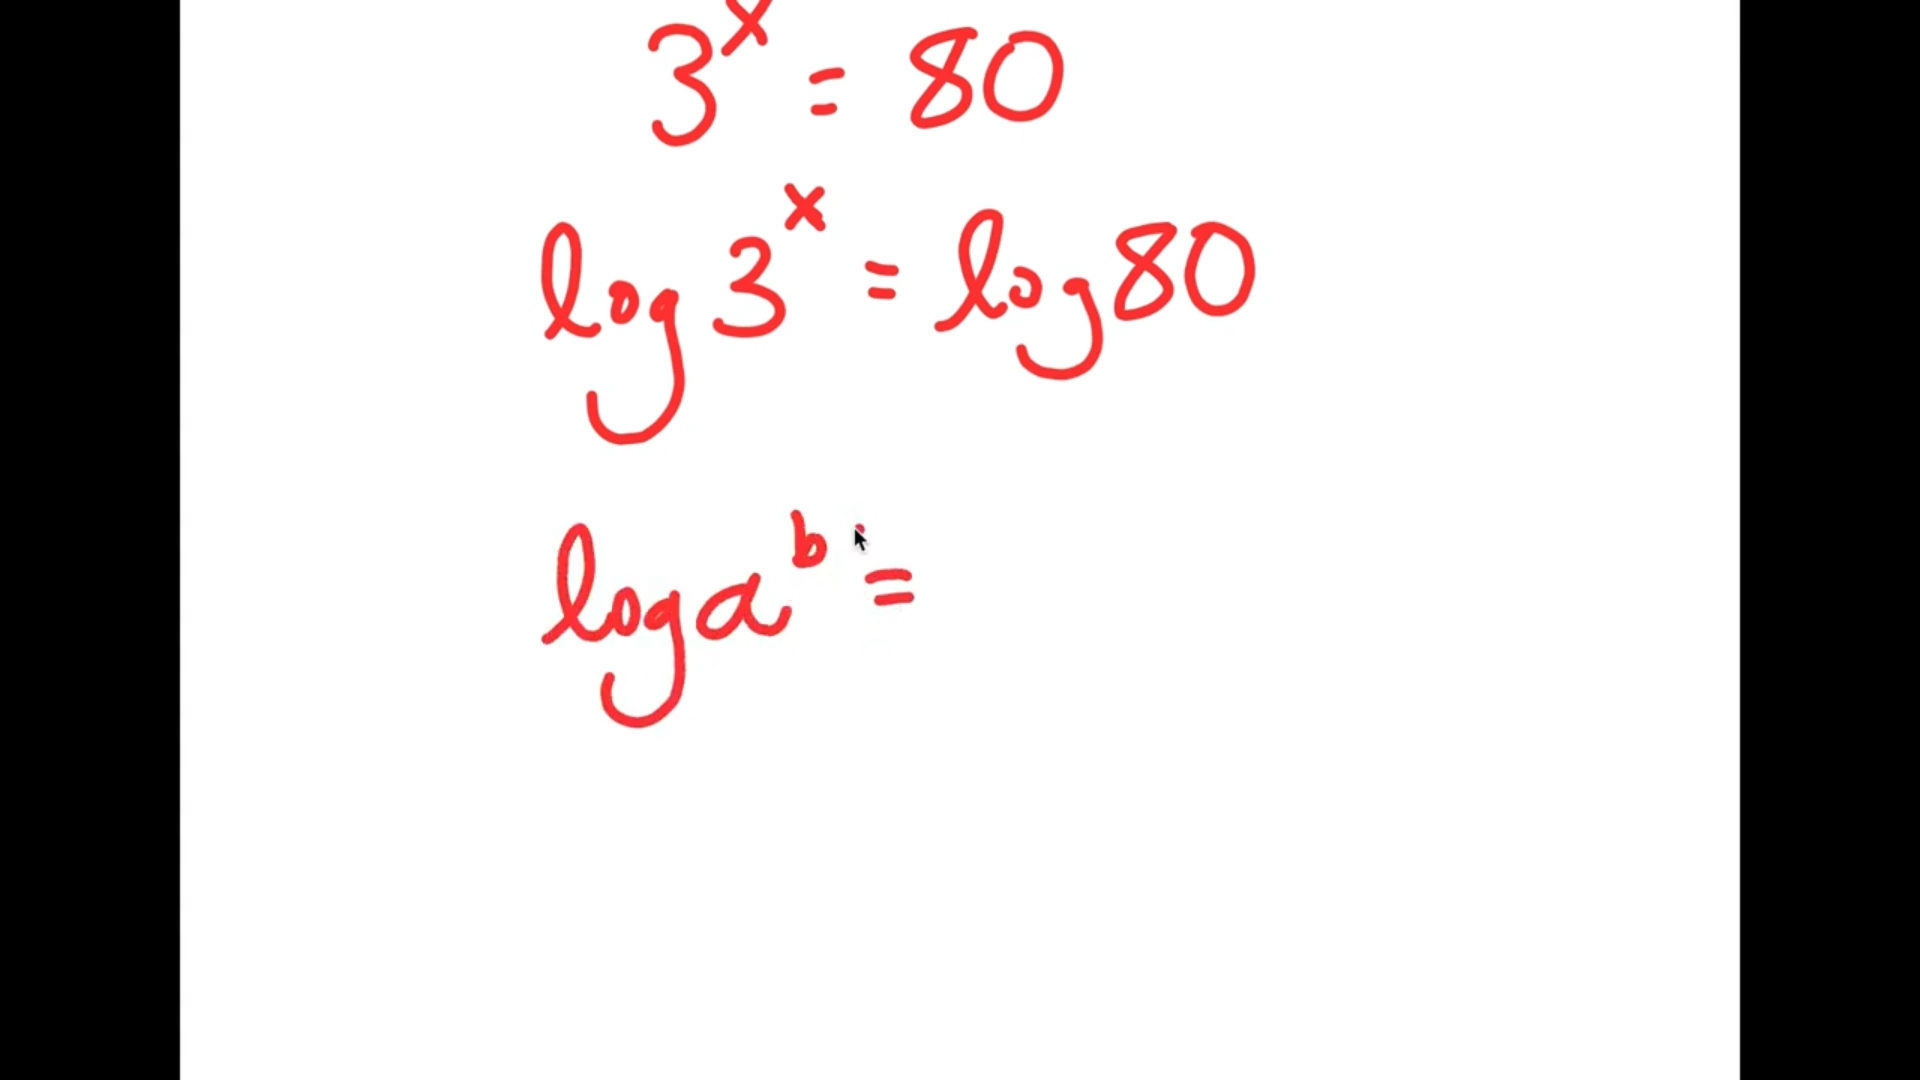 3^x = 80
log 3^x = log 80
log a^b =